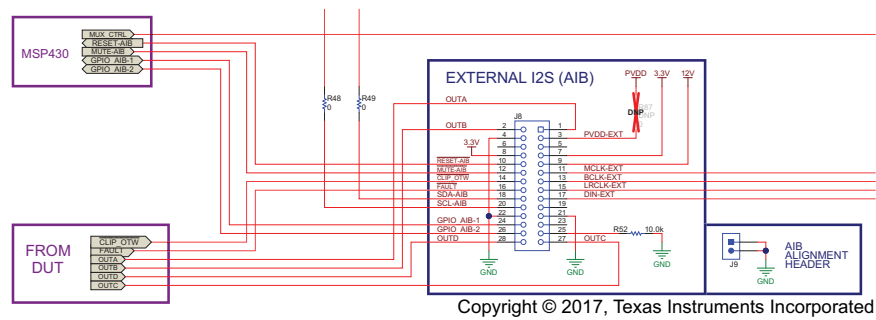 MSP430
MUX_CTRL
RESET-AIB
MUTE-AIB
GPIO_AIB-1
GPIO_AIB-2
R48
0
R49
0
EXTERNAL I2S (AIB)
PVDD 3.3V 12V
DNP
DNP
OUTA
OUTB
J8
2 1
4 3 PVDD-EXT
6 5
3.3V
8 7
RESET-AIB 10 9
MUTE-AIB 12 11 MCLK-EXT
CLIP_OTW 14 13 BCLK-EXT
FAULT 16 15 LRCLK-EXT
SDA-AIB 18 17 DIN-EXT
SCL-AIB 20 19
22 21
GPIO_AIB-1 24 23
GPIO_AIB-2 26 25 R52 10.0k
OUTD 28 27 OUTC
GND GND GND
FROM
DUT
CLIP_OTW
FAULT
OUTA
OUTB
OUTD
OUTC
J9
AIB
ALIGNMENT
HEADER
GND
Copyright © 2017, Texas Instruments Incorporated